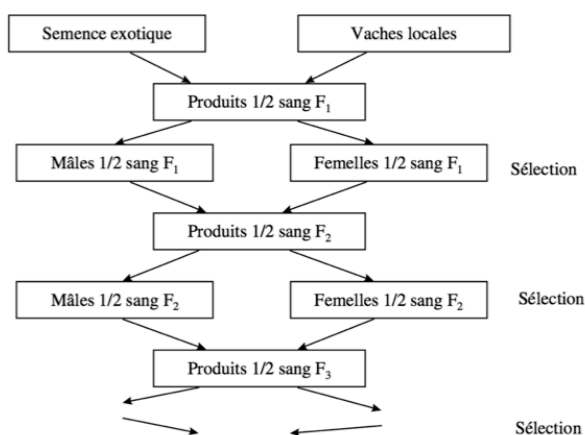 Semence exotique
Vaches locales
Produits 1/2 sang F₁
Mâles 1/2 sang F₁
Femelles 1/2 sang F₁
Sélection
Produits 1/2 sang F₂
Mâles 1/2 sang F₂
Femelles 1/2 sang F₂
Sélection
Produits 1/2 sang F₃
Sélection